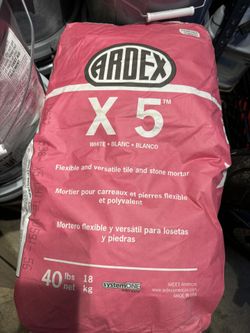 ARDEX
X 5™
WHITE • BLANC • BLANCO
Flexible and versatile tile and stone mortar
Mortier pour carreaux et pierres flexible
et polyvalent
Mortero flexible y versátil para losetas
y piedras
40 lbs net 18 kg
systemONE
MADE IN USA